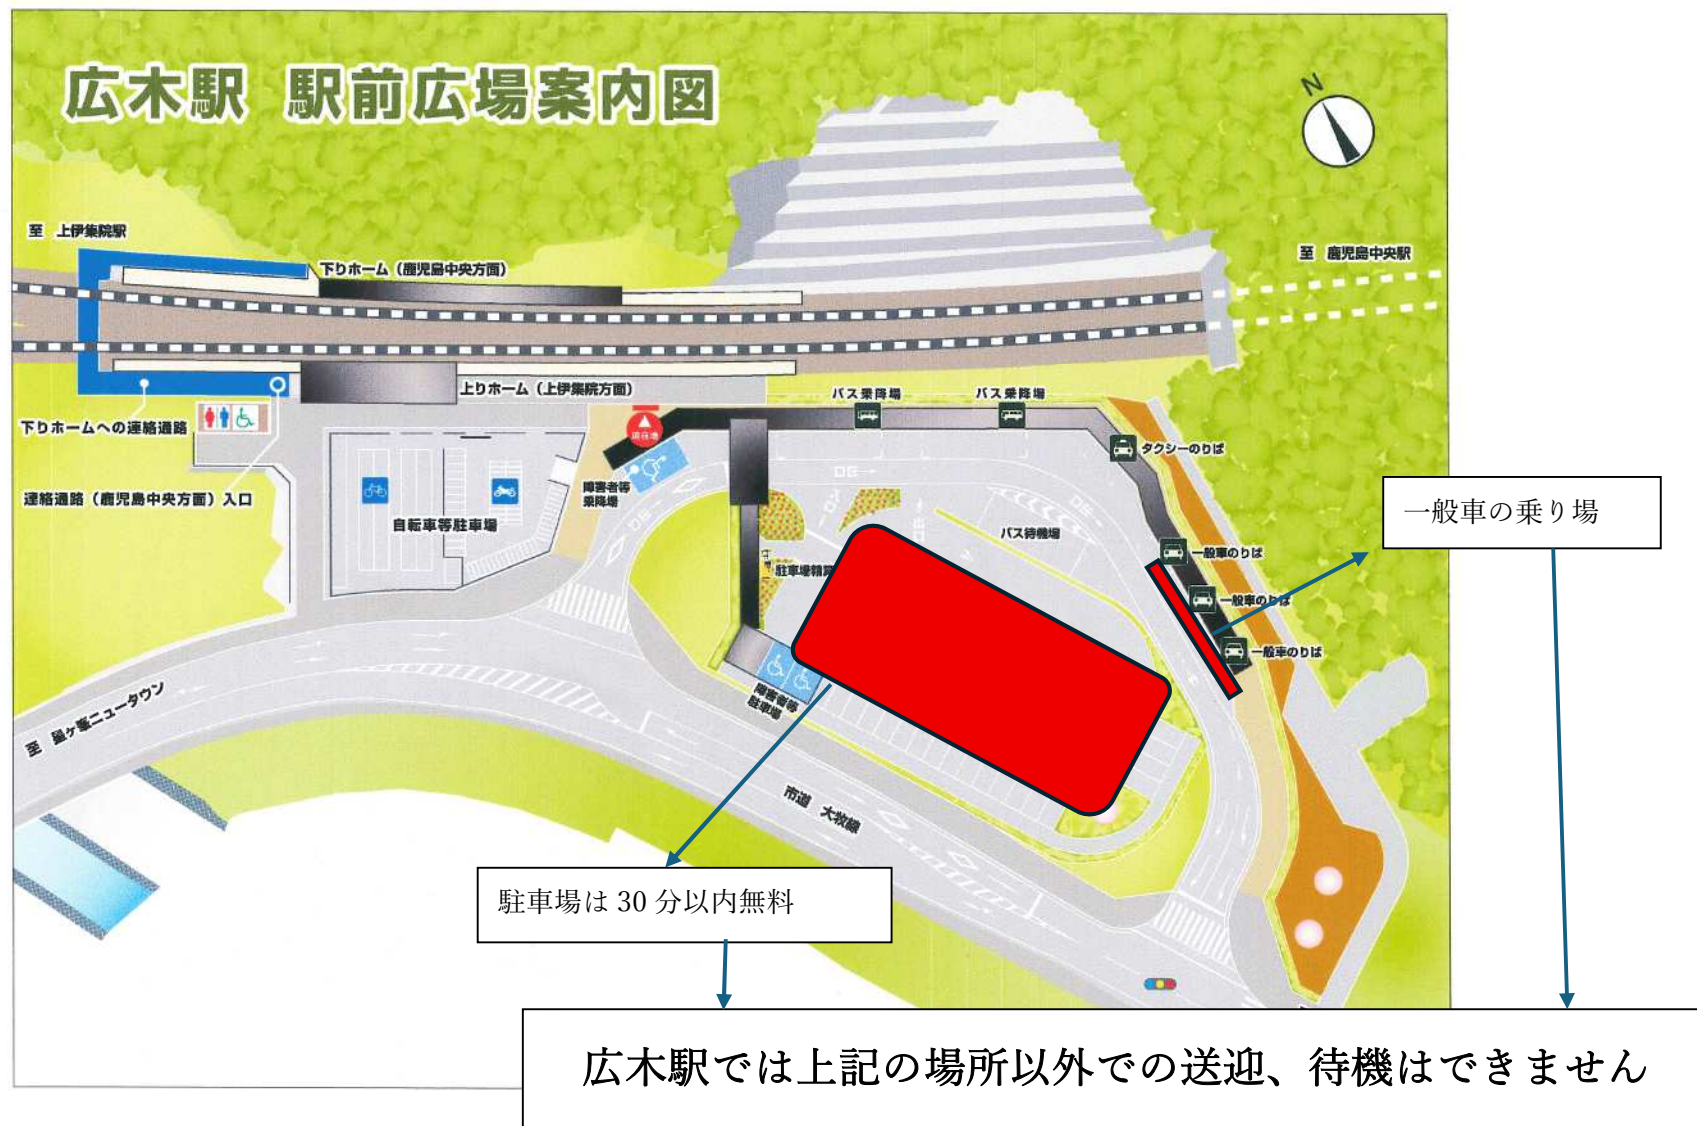 広木駅 駅前広場案内図
N
至 上伊集院駅
下りホーム（鹿児島中央方面）
至 鹿児島中央駅
上りホーム（上伊集院方面）
バス乗降場
バス乗降場
下りホームへの連絡通路
現在地
タクシーのりば
連絡通路（鹿児島中央方面）入口
障害者等
乗降場
自転車等駐車場
バス待機場
一般車の乗り場
一般車のりば
駐車場精算
一般車のりば
一般車のりば
障害者等
駐車場
至 星ヶ峯ニュータウン
市道 大牧線
駐車場は 30 分以内無料
広木駅では上記の場所以外での送迎、待機はできません